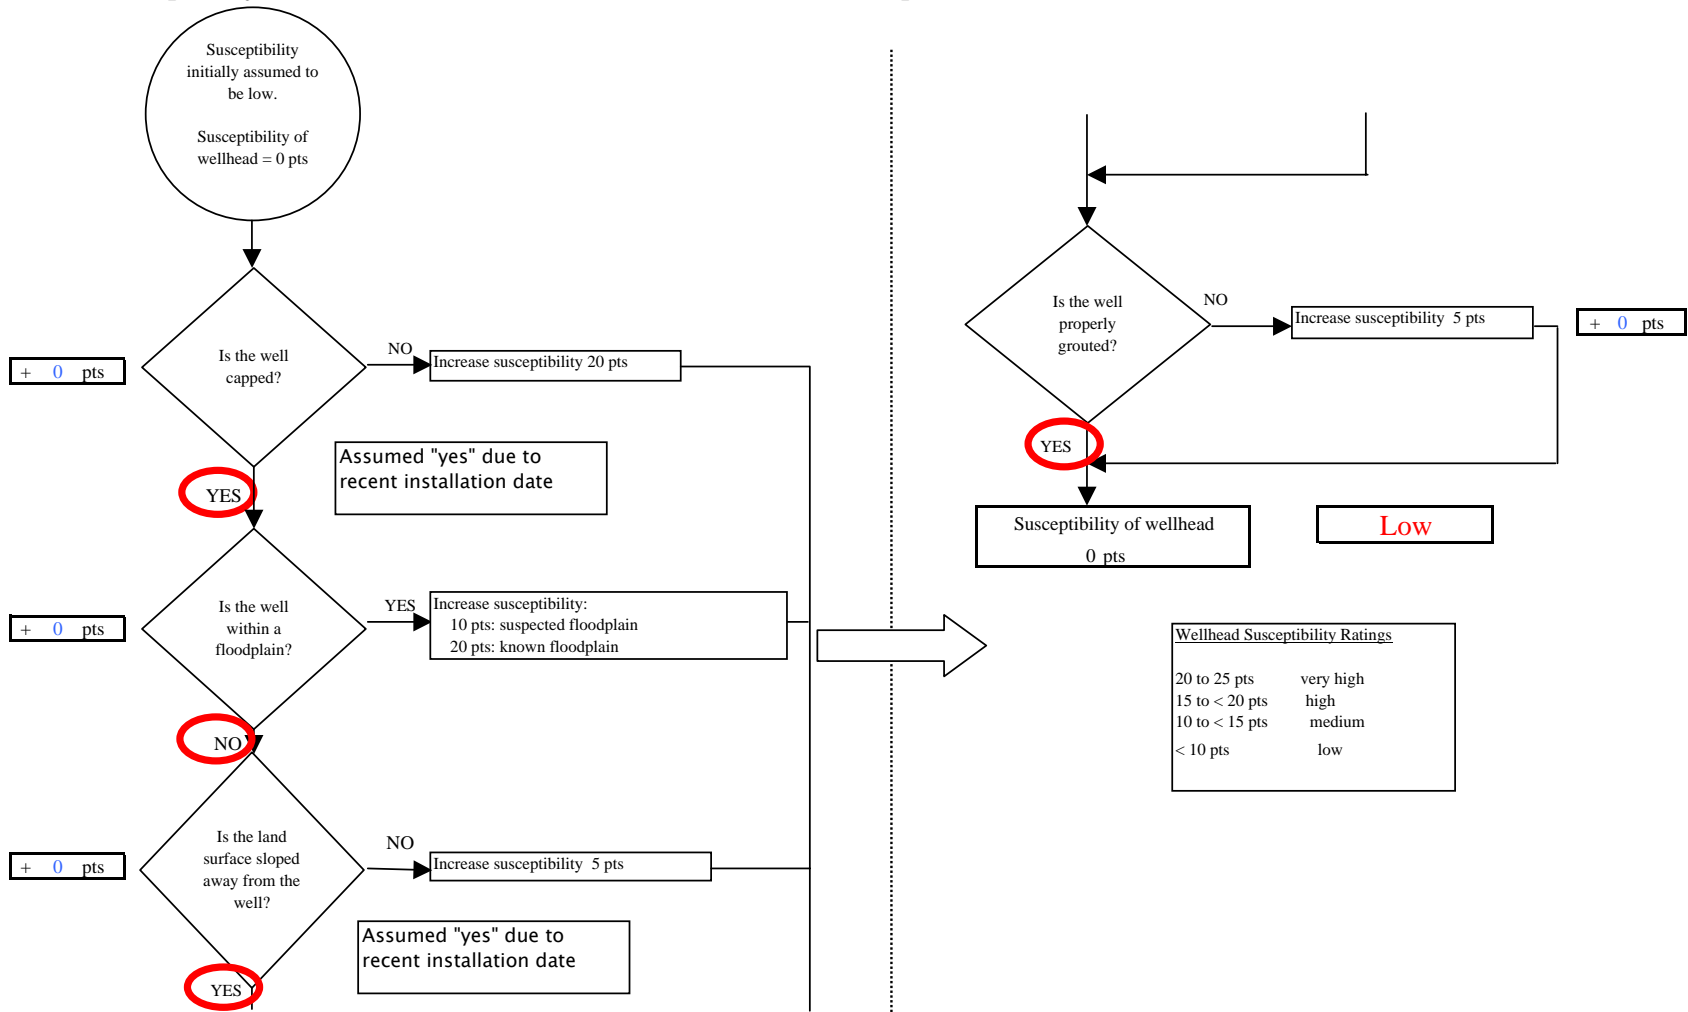 Susceptibility
initially assumed to
be low.
Susceptibility of
wellhead = 0 pts
Is the well
capped?
NO
Increase susceptibility 20 pts
+ 0 pts
Assumed "yes" due to
recent installation date
YES
Is the well
within a
floodplain?
YES
Increase susceptibility:
10 pts: suspected floodplain
20 pts: known floodplain
+ 0 pts
NO
Is the land
surface sloped
away from the
well?
NO
Increase susceptibility 5 pts
+ 0 pts
Assumed "yes" due to
recent installation date
YES
Is the well
properly
grouted?
NO
Increase susceptibility 5 pts
+ 0 pts
YES
Susceptibility of wellhead
0 pts
Low
Wellhead Susceptibility Ratings
20 to 25 pts very high
15 to < 20 pts high
10 to < 15 pts medium
< 10 pts low